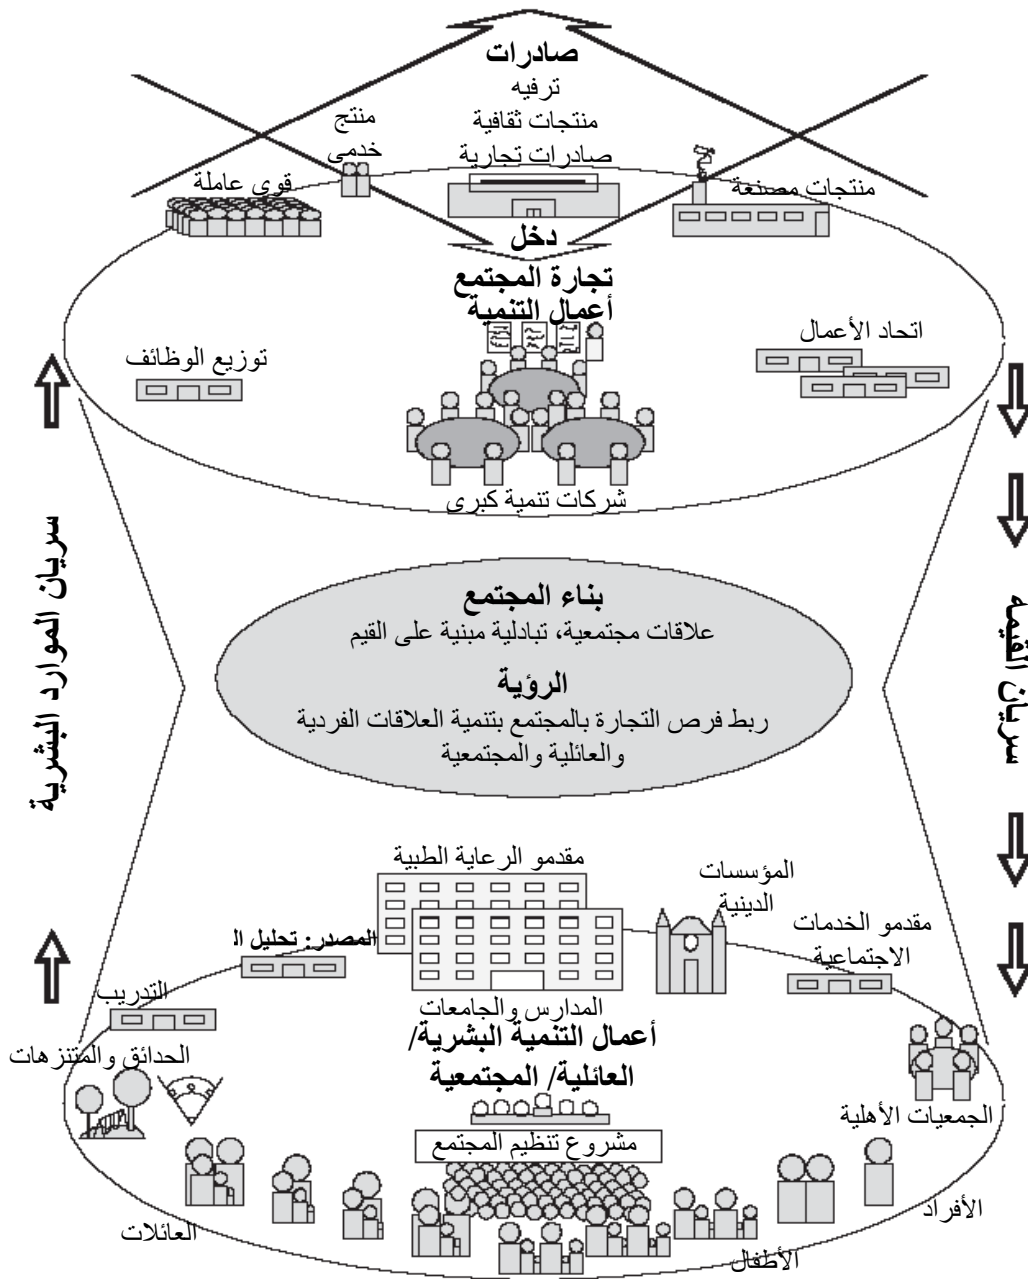 صادرات
ترفيه
منتجات ثقافية
صادرات تجارية
منتج
خدمى
قوى عاملة
منتجات مصنعة
دخل
تجارة المجتمع
أعمال التنمية
توزيع الوظائف
اتحاد الأعمال
شركات تنمية كبرى
سريان الموارد البشرية
سريان القيمه
بناء المجتمع
علاقات مجتمعية، تبادلية مبنية على القيم
الرؤية
ربط فرص التجارة بالمجتمع بتنمية العلاقات الفردية
والعائلية والمجتمعية
مقدمو الرعاية الطبية
المؤسسات
الدينية
مقدمو الخدمات
الاجتماعية
المصدر: تحليل ال
التدريب
المدارس والجامعات
الحدائق والمتنزهات
أعمال التنمية البشرية/
العائلية/ المجتمعية
الجمعيات الأهلية
مشروع تنظيم المجتمع
العائلات
الأطفال
الأفراد